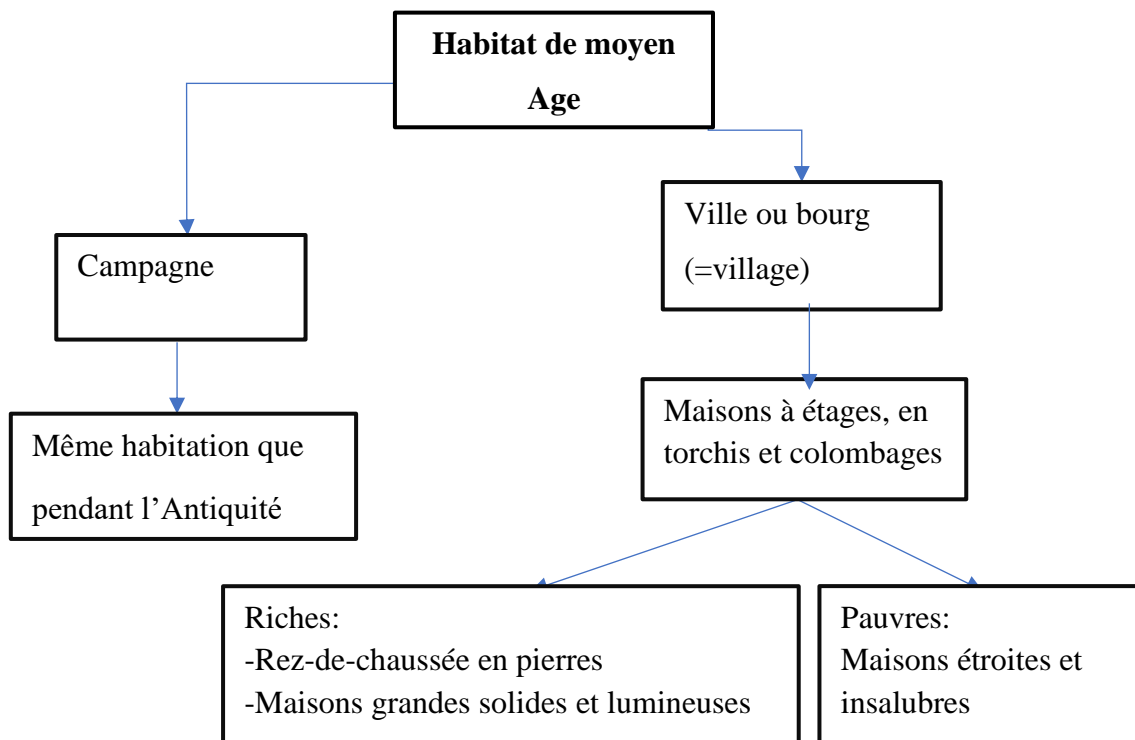 Habitat de moyen
Age
Ville ou bourg
(=village)
Campagne
Maisons à étages, en
torchis et colombages
Même habitation que
pendant l’Antiquité
Riches:
-Rez-de-chaussée en pierres
-Maisons grandes solides et lumineuses
Pauvres:
Maisons étroites et
insalubres